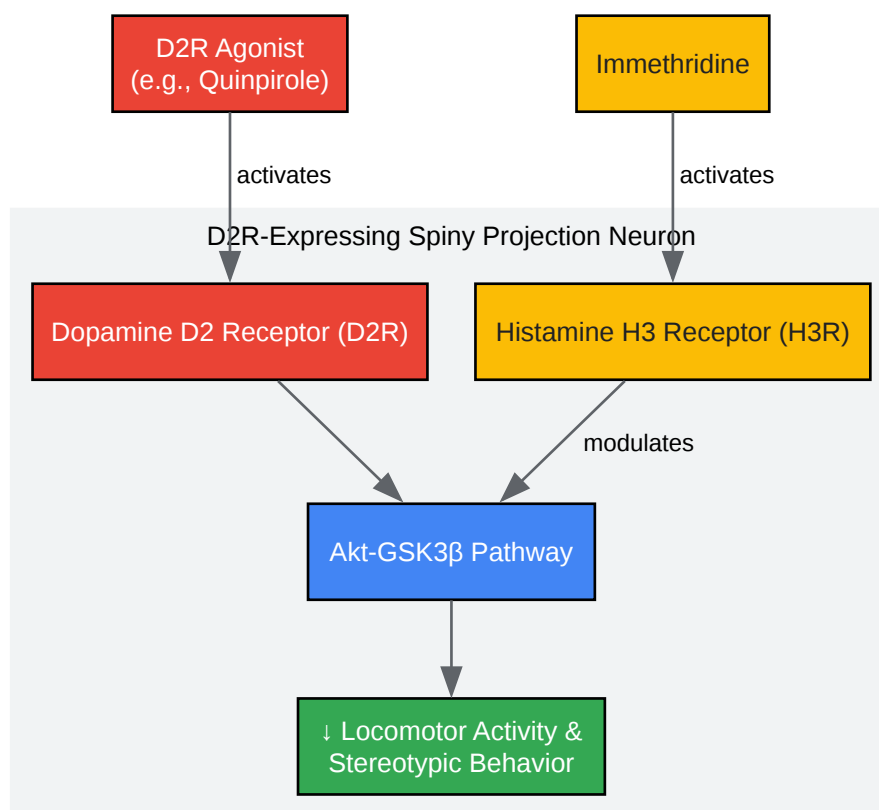 D2R Agonist
(e.g., Quinpirole)
Immethridine
activates
activates
D2R-Expressing Spiny Projection Neuron
Dopamine D2 Receptor (D2R)
Histamine H3 Receptor (H3R)
modulates
Akt-GSK3β Pathway
↓ Locomotor Activity &
Stereotypic Behavior